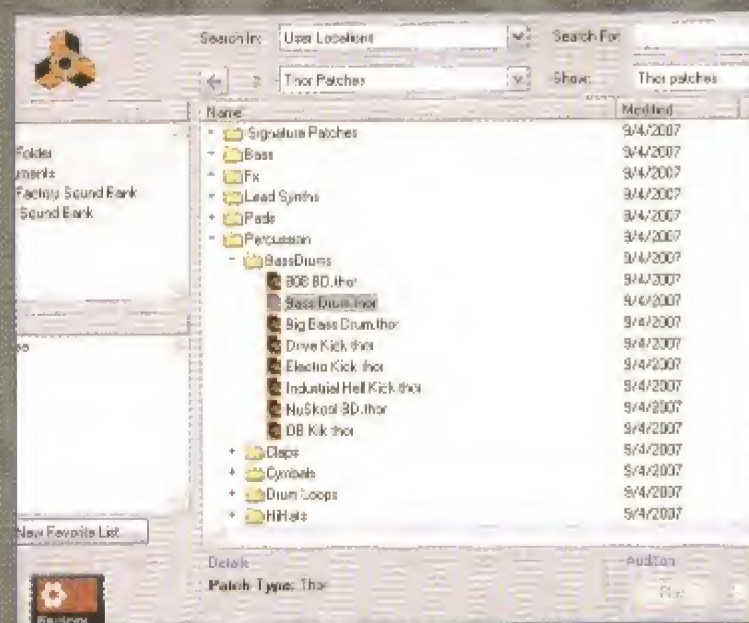 Search In: User Locations Search For:
Thor Patches Show: Thor patches
Name Modified
Signature Patches 9/4/2007
Bass 9/4/2007
Fx 9/4/2007
Lead Synths 9/4/2007
Pads 9/4/2007
Percussion 9/4/2007
BassDrums 9/4/2007
808 BD.thor 9/4/2007
Bass Drum.thor 9/4/2007
Big Bass Drum.thor 9/4/2007
Drive Kick.thor 9/4/2007
Electro Kick.thor 9/4/2007
Industrial Hell Kick.thor 9/4/2007
NuSkool BD.thor 9/4/2007
OB Kik.thor 9/4/2007
Claps 9/4/2007
Cymbals 9/4/2007
Drum Loops 9/4/2007
HiHats 9/4/2007
Folder
uments
Factory Sound Bank
Sound Bank
New Favorite List
Details
Patch Type: Thor
Audition
Play